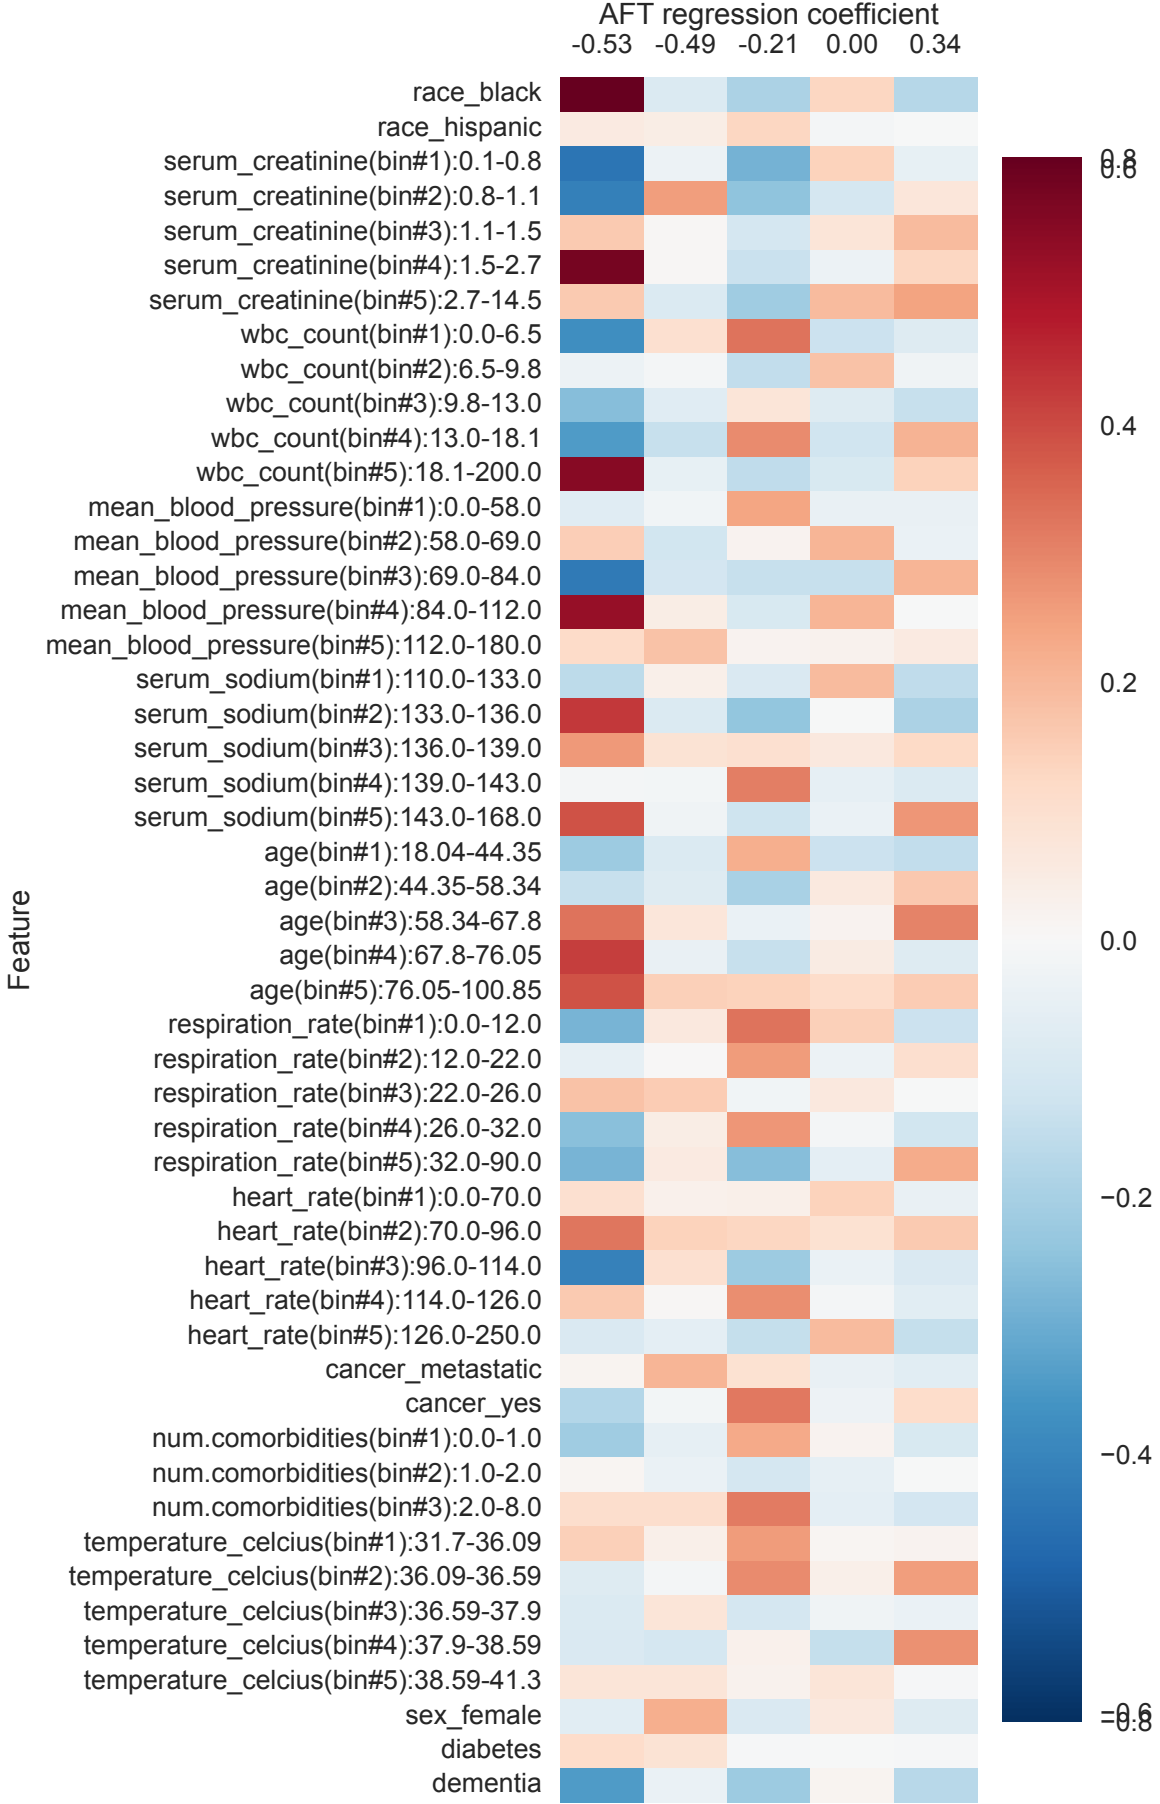 AFT regression coefficient
-0.53 -0.49 -0.21 0.00 0.34
race_black
race_hispanic
serum_creatinine(bin#1):0.1-0.8
serum_creatinine(bin#2):0.8-1.1
serum_creatinine(bin#3):1.1-1.5
serum_creatinine(bin#4):1.5-2.7
serum_creatinine(bin#5):2.7-14.5
wbc_count(bin#1):0.0-6.5
wbc_count(bin#2):6.5-9.8
wbc_count(bin#3):9.8-13.0
wbc_count(bin#4):13.0-18.1
wbc_count(bin#5):18.1-200.0
mean_blood_pressure(bin#1):0.0-58.0
mean_blood_pressure(bin#2):58.0-69.0
mean_blood_pressure(bin#3):69.0-84.0
mean_blood_pressure(bin#4):84.0-112.0
mean_blood_pressure(bin#5):112.0-180.0
serum_sodium(bin#1):110.0-133.0
serum_sodium(bin#2):133.0-136.0
serum_sodium(bin#3):136.0-139.0
serum_sodium(bin#4):139.0-143.0
serum_sodium(bin#5):143.0-168.0
age(bin#1):18.04-44.35
age(bin#2):44.35-58.34
age(bin#3):58.34-67.8
age(bin#4):67.8-76.05
age(bin#5):76.05-100.85
respiration_rate(bin#1):0.0-12.0
respiration_rate(bin#2):12.0-22.0
respiration_rate(bin#3):22.0-26.0
respiration_rate(bin#4):26.0-32.0
respiration_rate(bin#5):32.0-90.0
heart_rate(bin#1):0.0-70.0
heart_rate(bin#2):70.0-96.0
heart_rate(bin#3):96.0-114.0
heart_rate(bin#4):114.0-126.0
heart_rate(bin#5):126.0-250.0
cancer_metastatic
cancer_yes
num.comorbidities(bin#1):0.0-1.0
num.comorbidities(bin#2):1.0-2.0
num.comorbidities(bin#3):2.0-8.0
temperature_celcius(bin#1):31.7-36.09
temperature_celcius(bin#2):36.09-36.59
temperature_celcius(bin#3):36.59-37.9
temperature_celcius(bin#4):37.9-38.59
temperature_celcius(bin#5):38.59-41.3
sex_female
diabetes
dementia
Feature
0.8
0.6
0.4
0.2
0.0
−0.2
−0.4
−0.6
−0.8